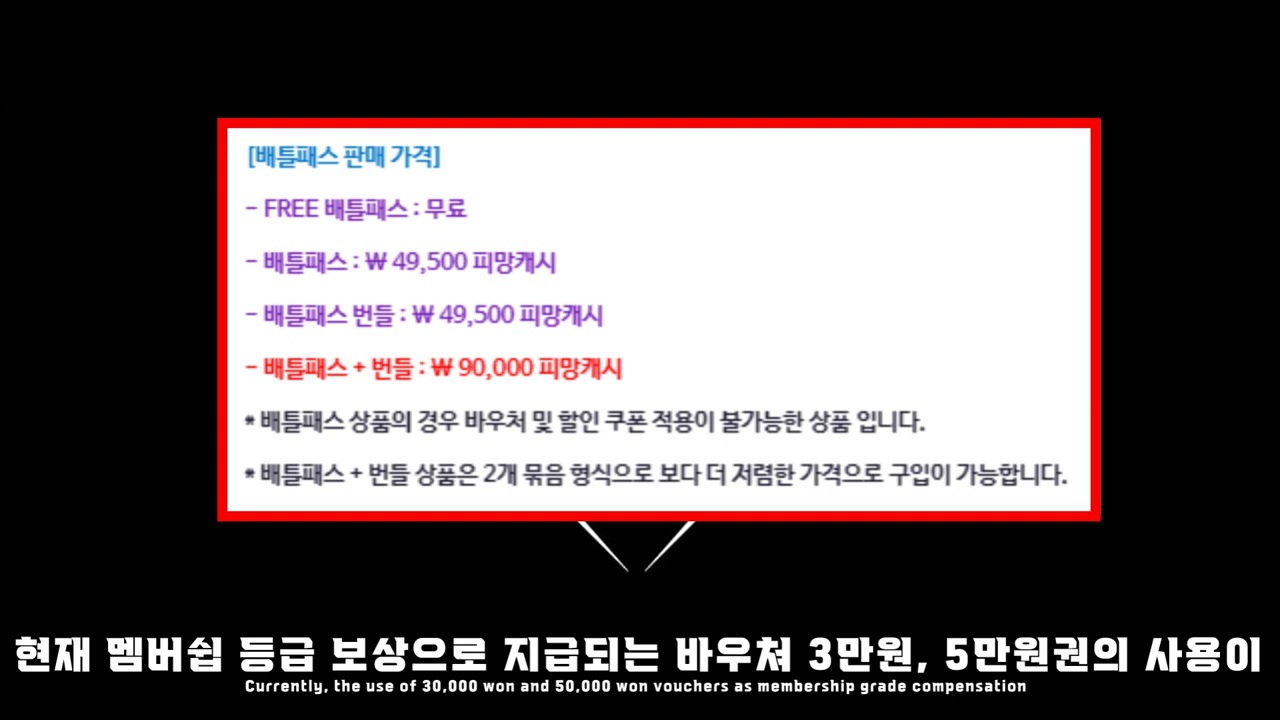 [배틀패스 판매 가격]
- FREE 배틀패스 : 무료
- 배틀패스 : ₩ 49,500 피망캐시
- 배틀패스 번들 : ₩ 49,500 피망캐시
- 배틀패스 + 번들 : ₩ 90,000 피망캐시
* 배틀패스 상품의 경우 바우처 및 할인 쿠폰 적용이 불가능한 상품 입니다.
* 배틀패스 + 번들 상품은 2개 묶음 형식으로 보다 더 저렴한 가격으로 구입이 가능합니다.
현재 멤버쉽 등급 보상으로 지급되는 바우쳐 3만원, 5만원권의 사용이
Currently, the use of 30,000 won and 50,000 won vouchers as membership grade compensation